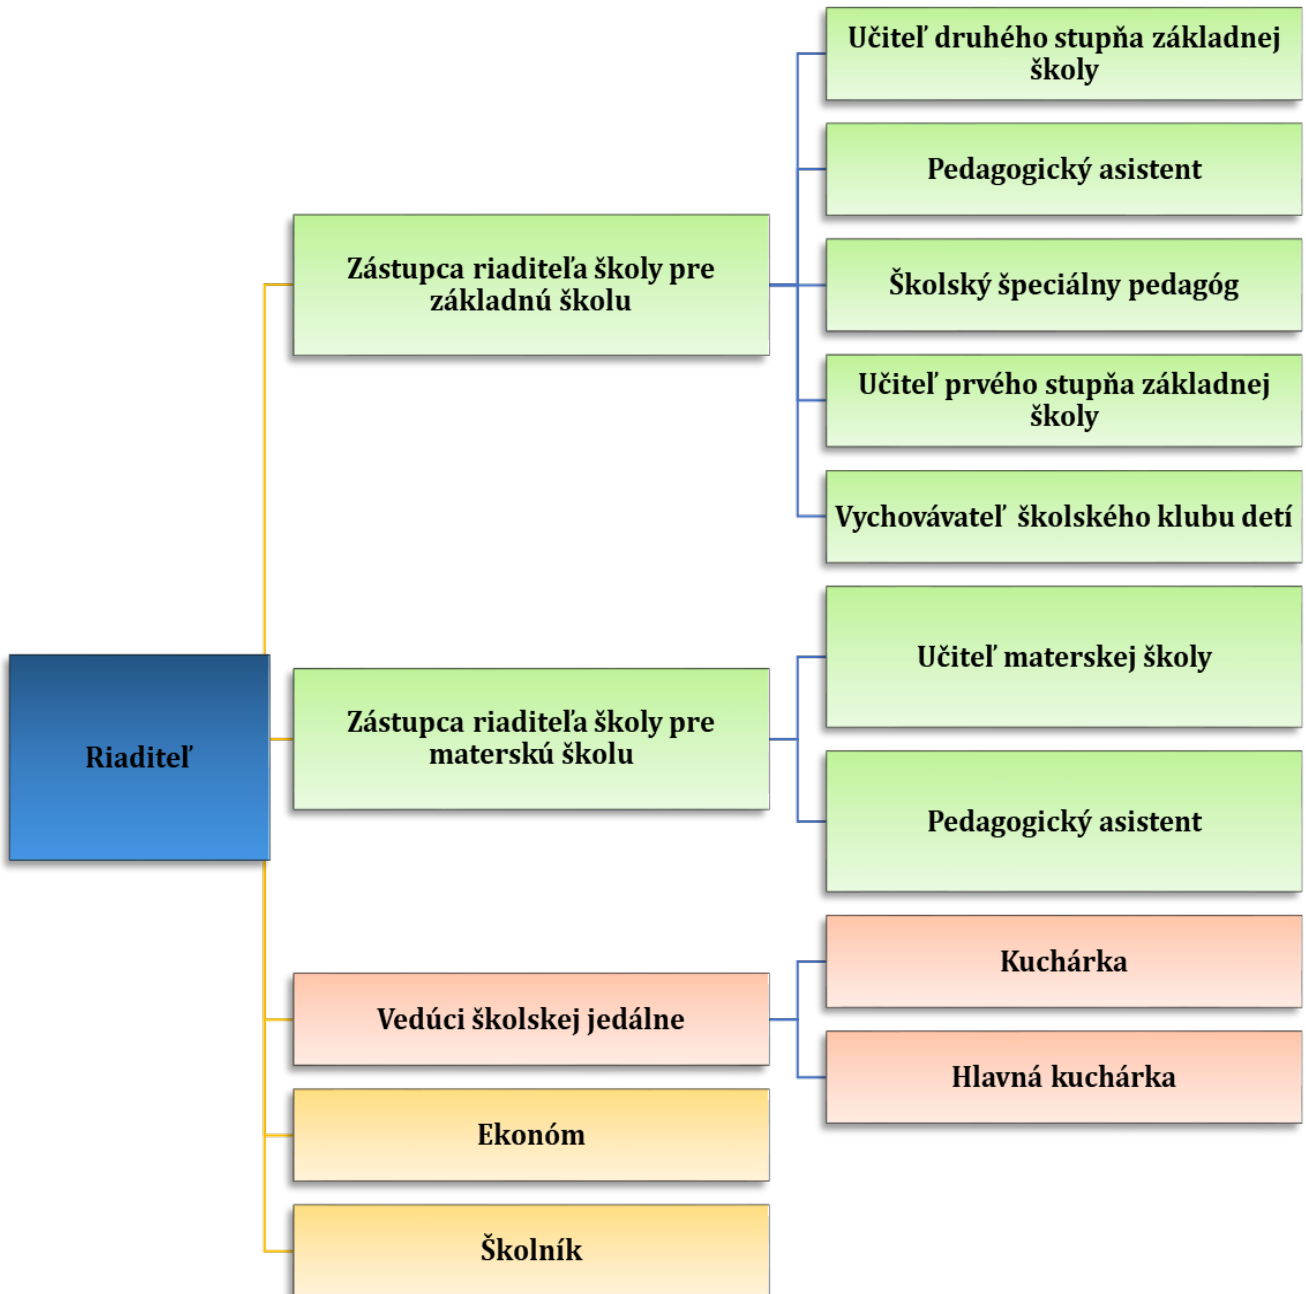 Riaditeľ
Zástupca riaditeľa školy pre
základnú školu
Učiteľ druhého stupňa základnej
školy
Pedagogický asistent
Školský špeciálny pedagóg
Učiteľ prvého stupňa základnej
školy
Vychovávateľ školského klubu detí
Zástupca riaditeľa školy pre
materskú školu
Učiteľ materskej školy
Pedagogický asistent
Vedúci školskej jedálne
Kuchárka
Hlavná kuchárka
Ekonóm
Školník